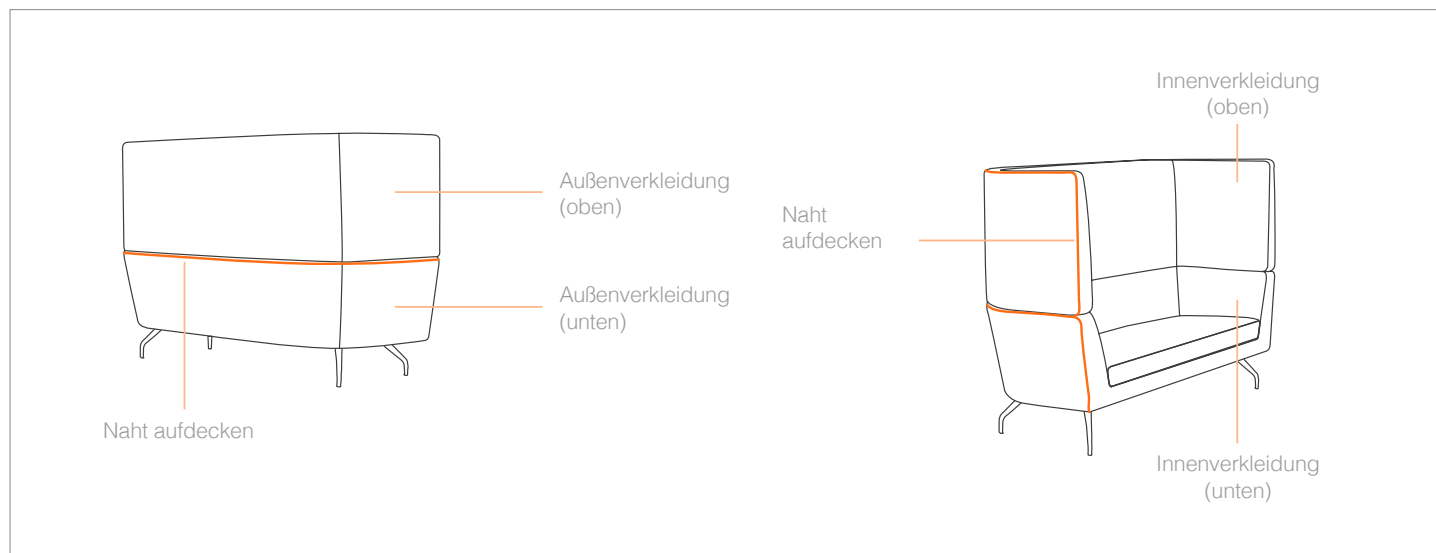 Außenverkleidung
(oben)
Außenverkleidung
(unten)
Naht aufdecken
Innenverkleidung
(oben)
Naht
aufdecken
Innenverkleidung
(unten)